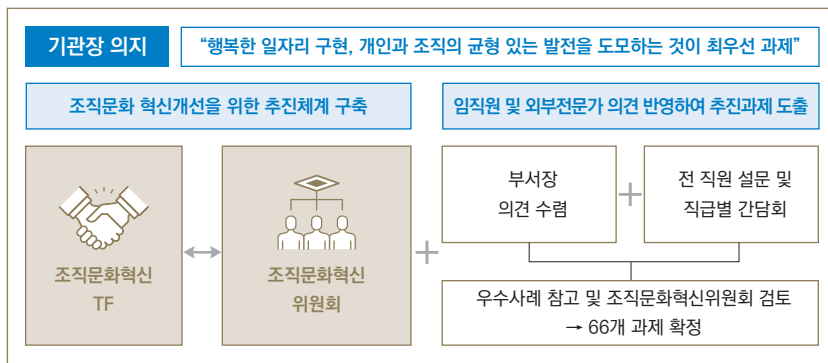 기관장 의지
“행복한 일자리 구현, 개인과 조직의 균형 있는 발전을 도모하는 것이 최우선 과제”
조직문화 혁신개선을 위한 추진체계 구축
임직원 및 외부전문가 의견 반영하여 추진과제 도출
조직문화혁신
TF
조직문화혁신
위원회
부서장
의견 수렴
전 직원 설문 및
직급별 간담회
우수사례 참고 및 조직문화혁신위원회 검토
→ 66개 과제 확정